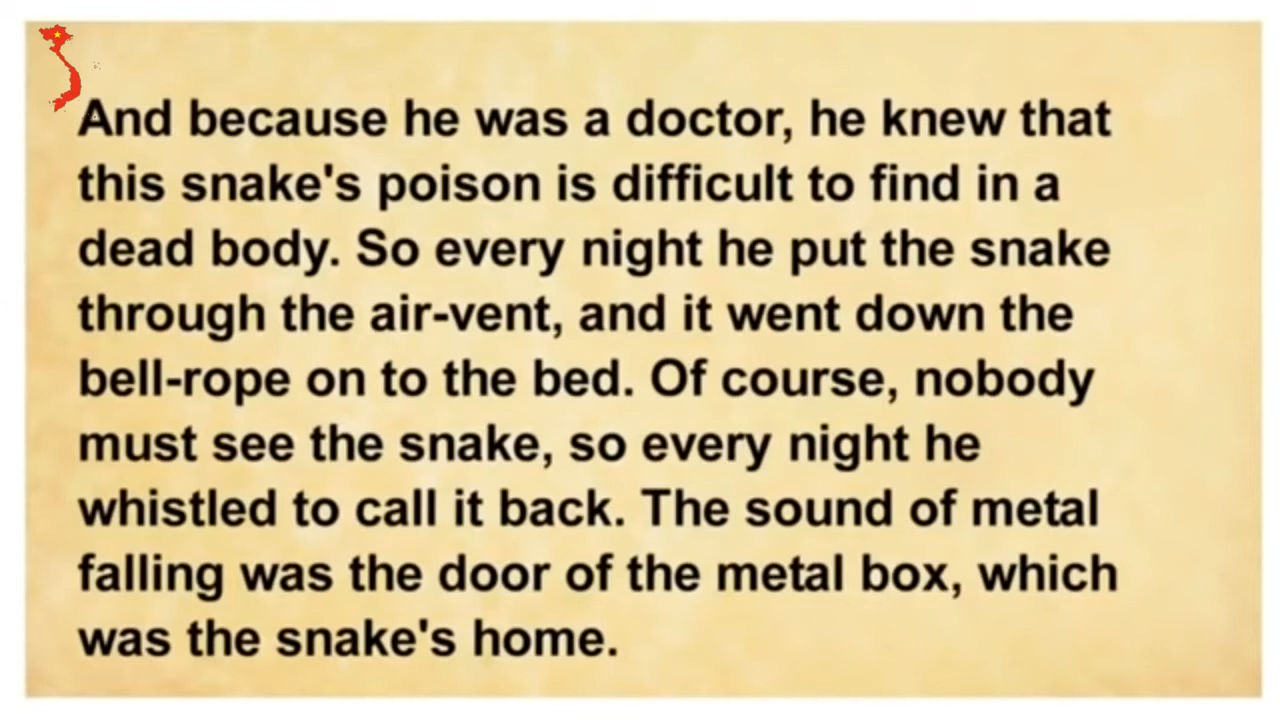 And because he was a doctor, he knew that
this snake's poison is difficult to find in a
dead body. So every night he put the snake
through the air-vent, and it went down the
bell-rope on to the bed. Of course, nobody
must see the snake, so every night he
whistled to call it back. The sound of metal
falling was the door of the metal box, which
was the snake's home.